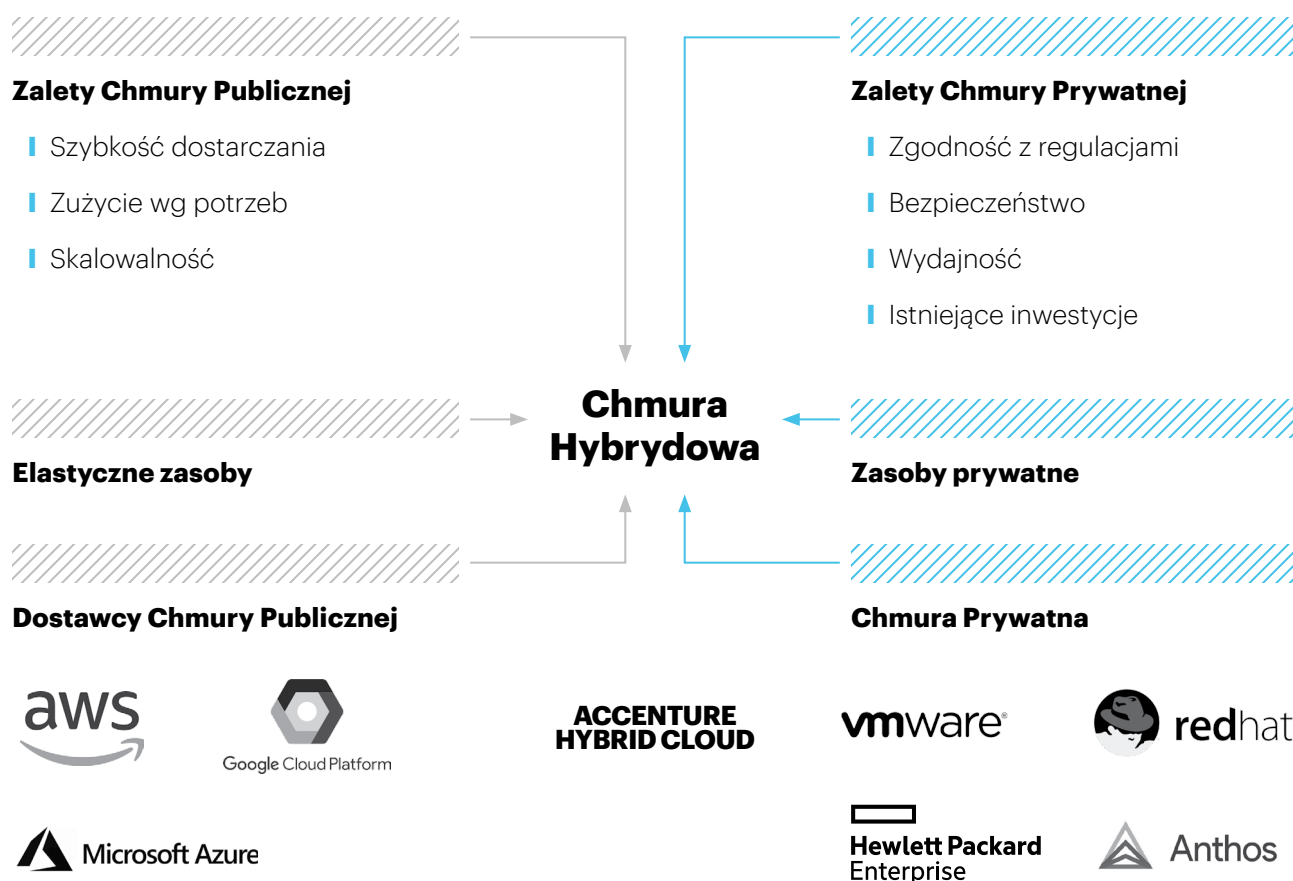 Zalety Chmury Publicznej
Szybkość dostarczania
Zużycie wg potrzeb
Skalowalność
Zalety Chmury Prywatnej
Zgodność z regulacjami
Bezpieczeństwo
Wydajność
Istniejące inwestycje
Chmura
Hybrydowa
Elastyczne zasoby
Zasoby prywatne
Dostawcy Chmury Publicznej
Chmura Prywatna
aws
Google Cloud Platform
Microsoft Azure
ACCENTURE
HYBRID CLOUD
vmware®
redhat
Hewlett Packard
Enterprise
Anthos